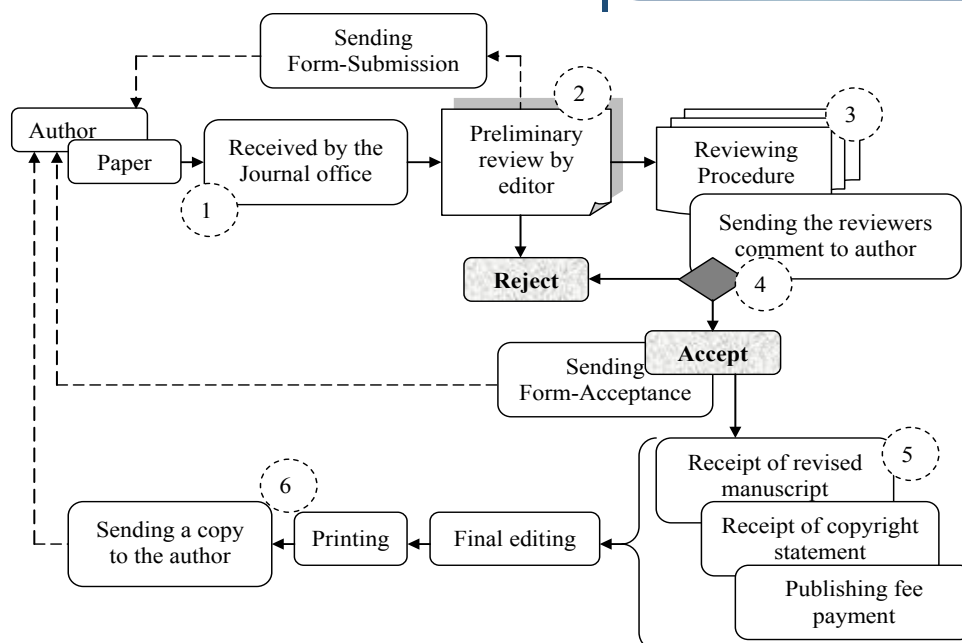 Sending
Form-Submission
2
3
Author
Paper
Received by the
Journal office
1
Preliminary
review by
editor
Reviewing
Procedure
Sending the reviewers
comment to author
Reject
4
Accept
Sending
Form-Acceptance
5
Receipt of revised
manuscript
Receipt of copyright
statement
Publishing fee
payment
Final editing
Printing
6
Sending a copy
to the author